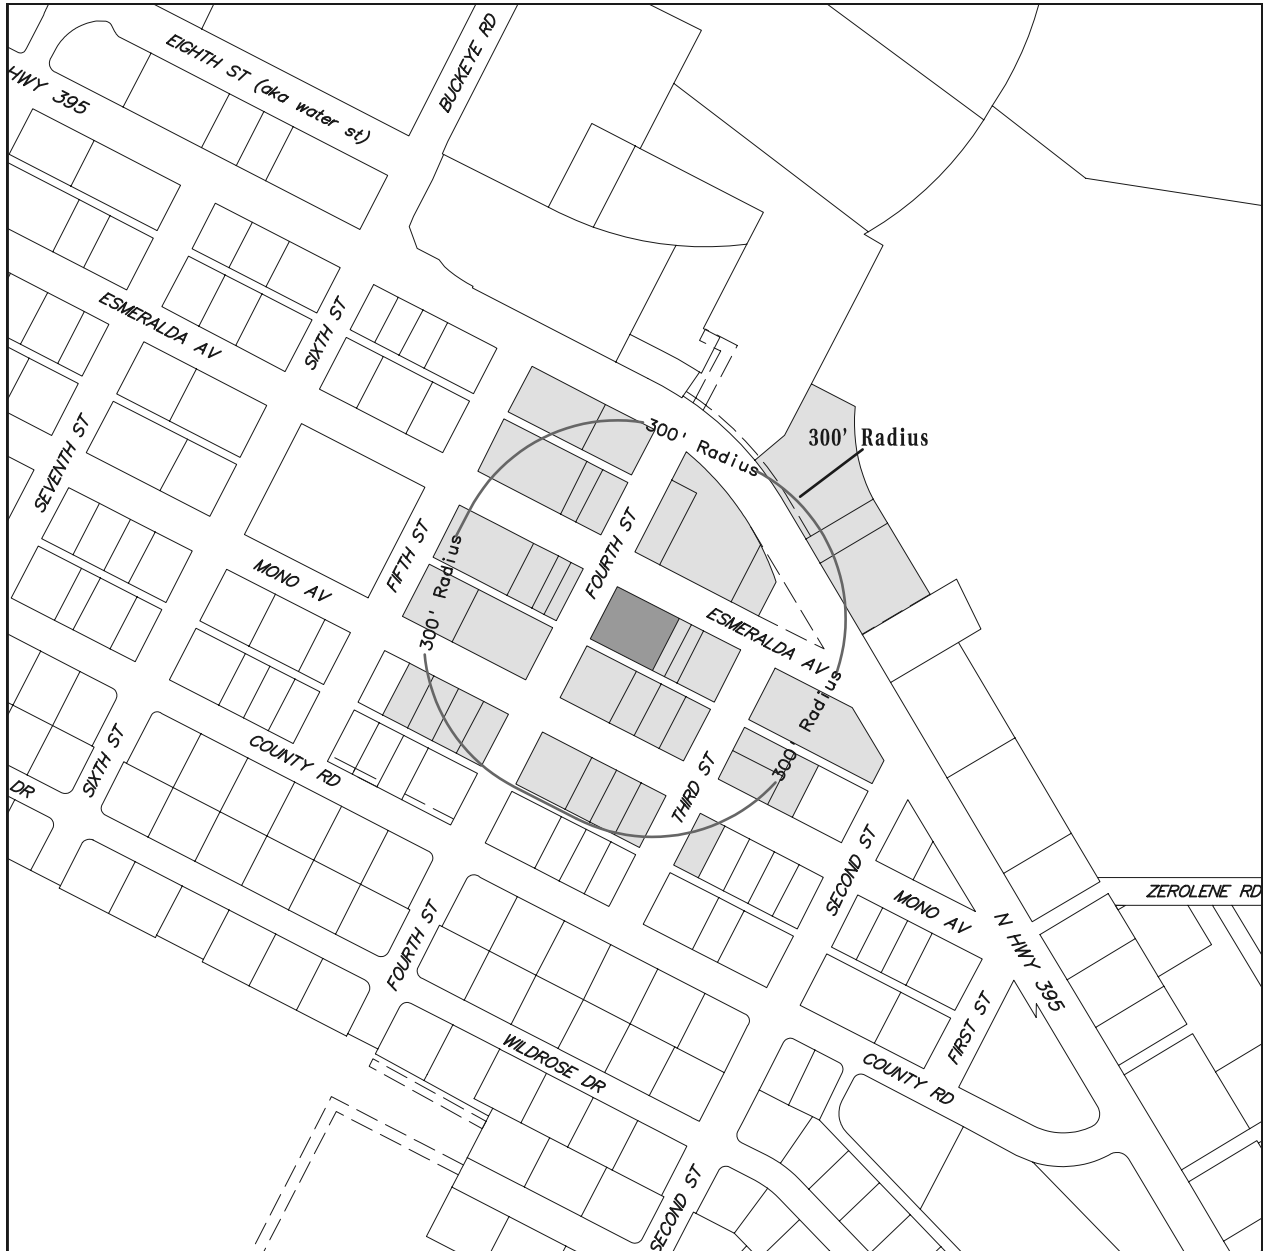 EIGHTH ST (aka water st)
BUCKEYE RD
HWY 395
ESMERALDA AV
SIXTH ST
SEVENTH ST
300' Radius
300' Radius
FIFTH ST
FOURTH ST
300' Radius
MONO AV
ESMERALDA AV
300' Radius
SIXTH ST
COUNTY RD
DR
THIRD ST
SECOND ST
ZEROLENE RD
MONO AV
N HWY 395
FOURTH ST
FIRST ST
WILDROSE DR
COUNTY RD
SECOND ST